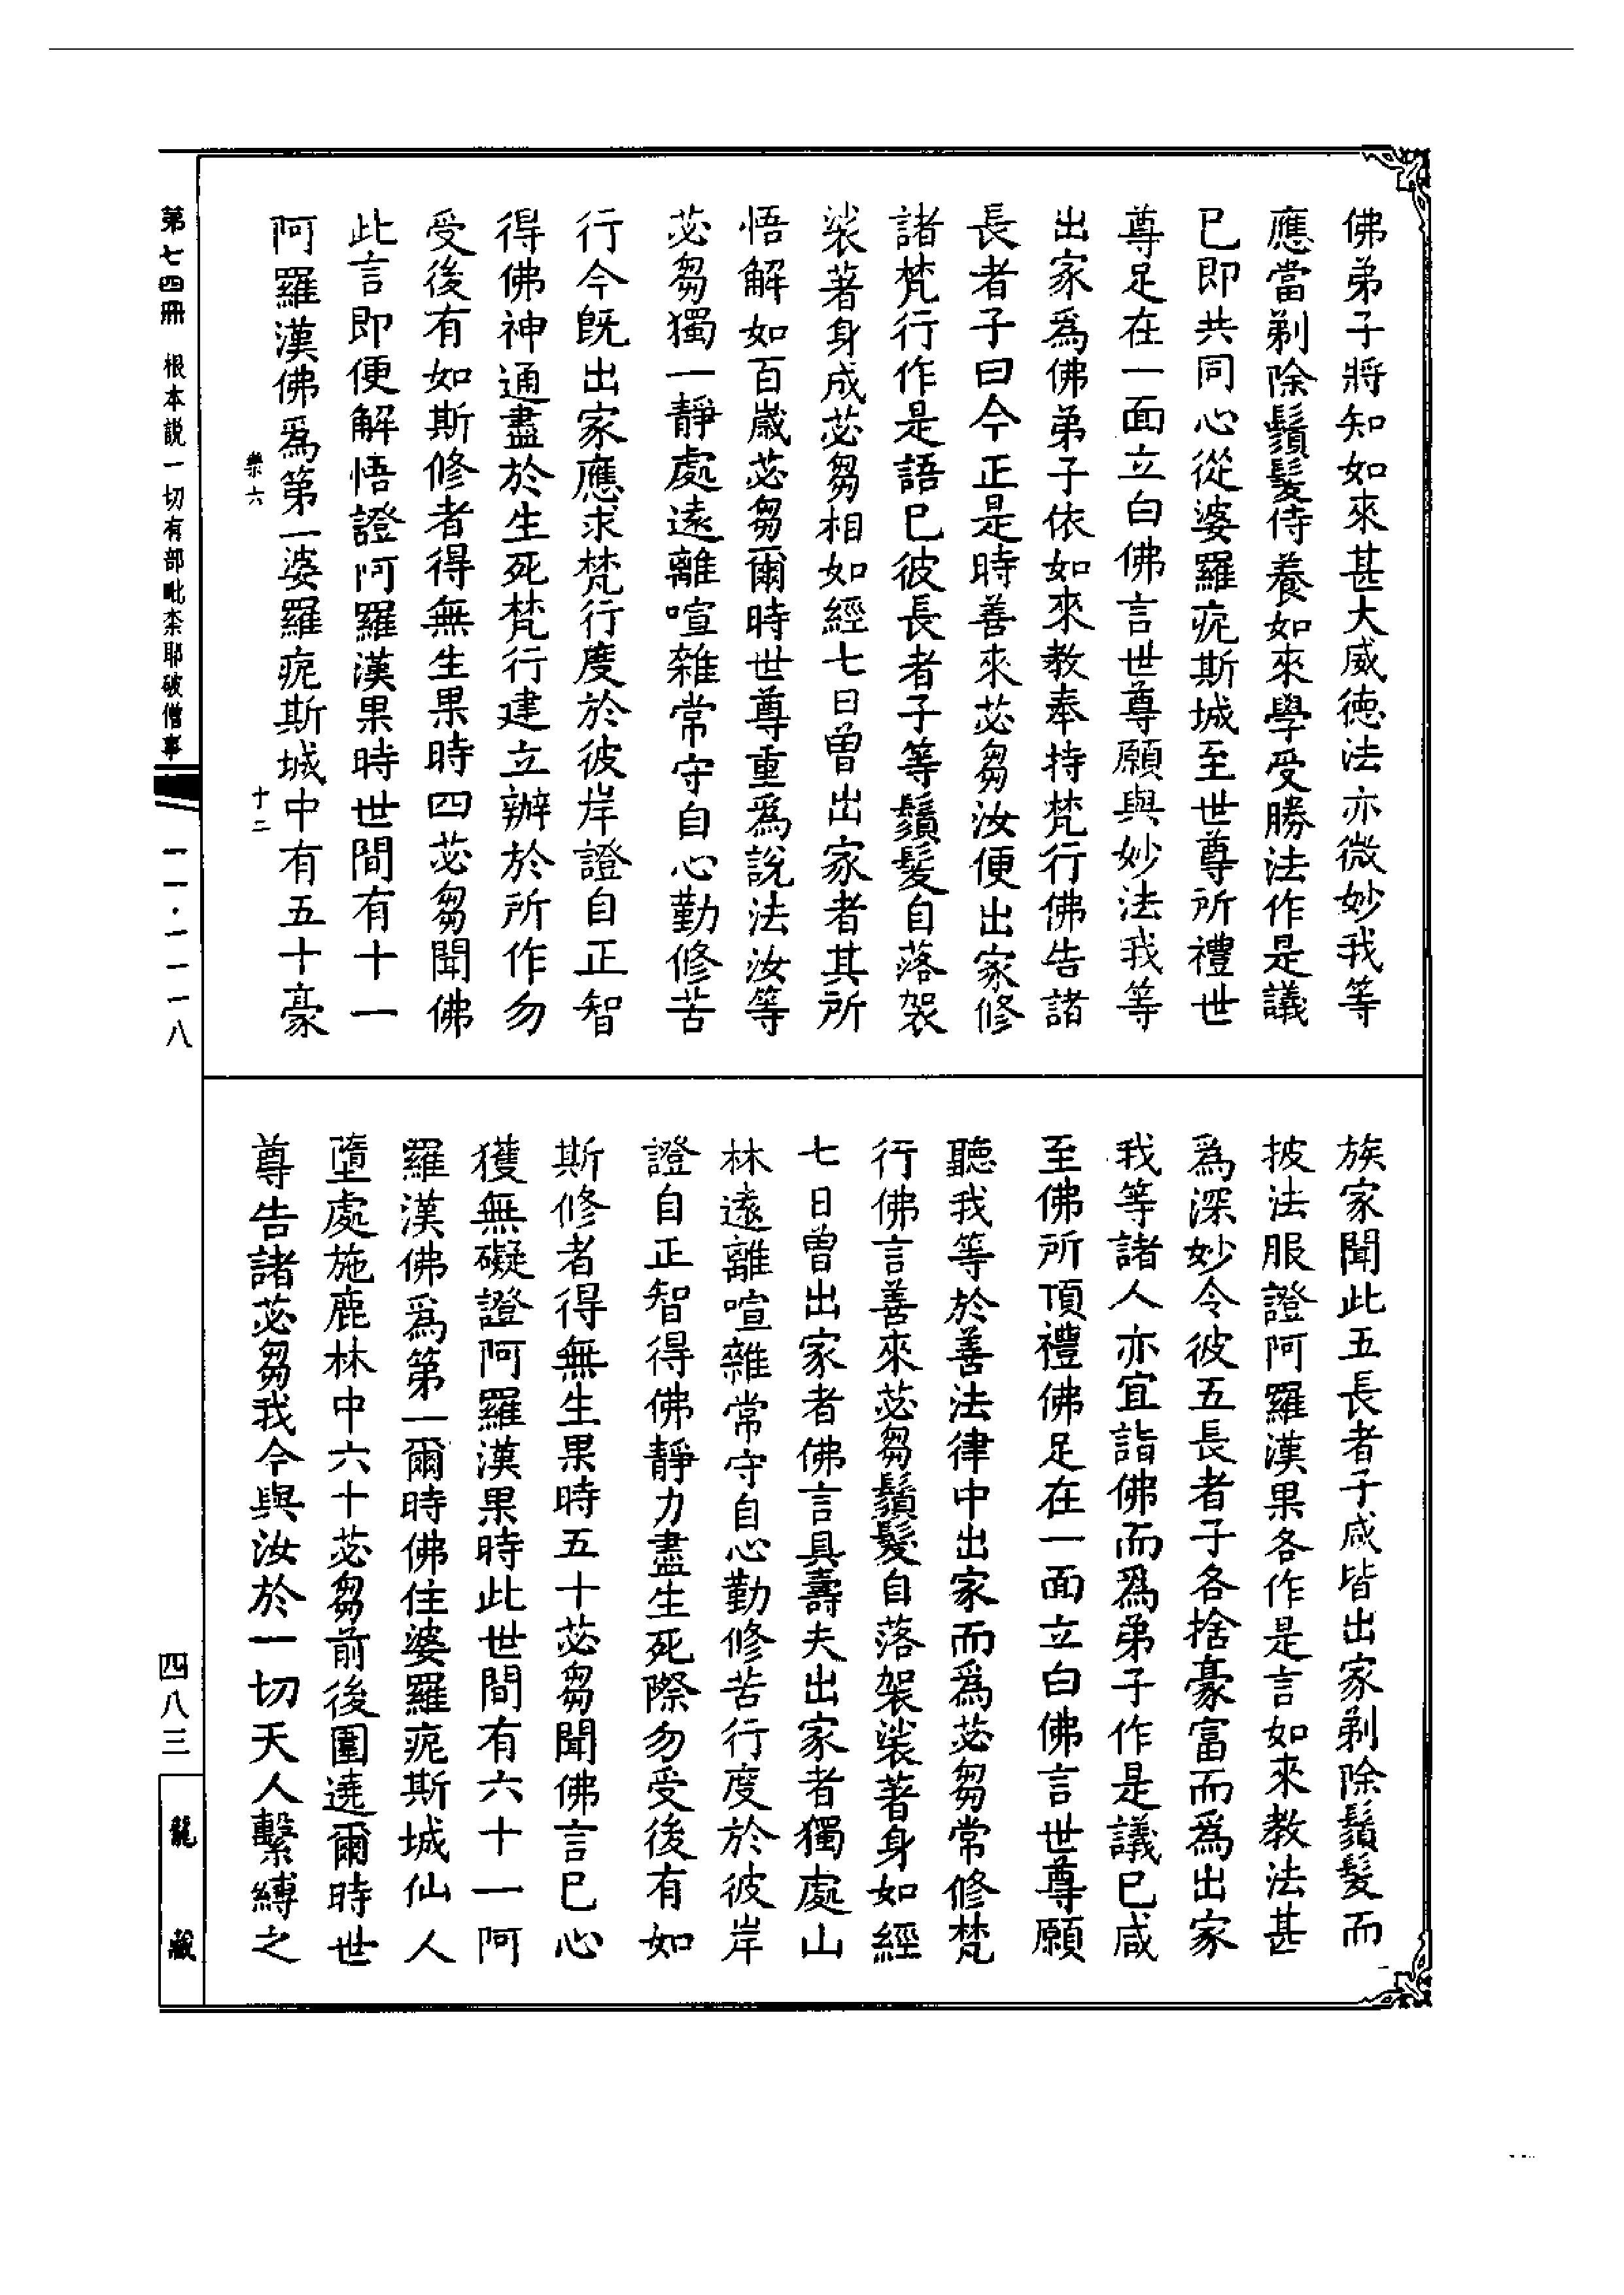 佛弟子將知如來甚大威德法亦微妙我等
應當剃除鬚髮侍養如來學受勝法作是議
已即共同心從婆羅痆斯城至世尊所禮世
尊足在一面立白佛言世尊願與妙法我等
出家爲佛弟子依如來教奉持梵行佛告諸
長者子曰今正是時善來苾芻汝便出家修
諸梵行作是語已彼長者子等鬚髮自落袈
裟著身成苾芻相如經七日曾出家者其所
悟解如百歲苾芻爾時世尊重爲說法汝等
苾芻獨一靜處遠離喧雜常守自心勤修苦
行今旣出家應求梵行度於彼岸證自正智
得佛神通盡於生死梵行建立辦於所作勿
受後有如斯修者得無生果時四苾芻聞佛
此言即便解悟證阿羅漢果時世間有十一
阿羅漢佛爲第一婆羅痆斯城中有五十豪
樂六
十二
族家聞此五長者子咸皆出家剃除鬚髮而
披法服證阿羅漢果各作是言如來教法甚
爲深妙令彼五長者子各捨豪富而爲出家
我等諸人亦宜詣佛而爲弟子作是議已咸
至佛所頂禮佛足在一面立白佛言世尊願
聽我等於善法律中出家而爲苾芻常修梵
行佛言善來苾芻鬚髮自落袈裟著身如經
七日曾出家者佛言具壽夫出家者獨處山
林遠離喧雜常守自心勤修苦行度於彼岸
證自正智得佛靜力盡生死際勿受後有如
斯修者得無生果時五十苾芻聞佛言已心
獲無礙證阿羅漢果時此世間有六十一阿
羅漢佛爲第一爾時佛住婆羅痆斯城仙人
墮處施鹿林中六十苾芻前後圍遶爾時世
尊告諸苾芻我今與汝於一切天人繫縛之
第七四冊 根本説一切有部毗柰耶破僧事
一一·一一一八
四八三
龍藏